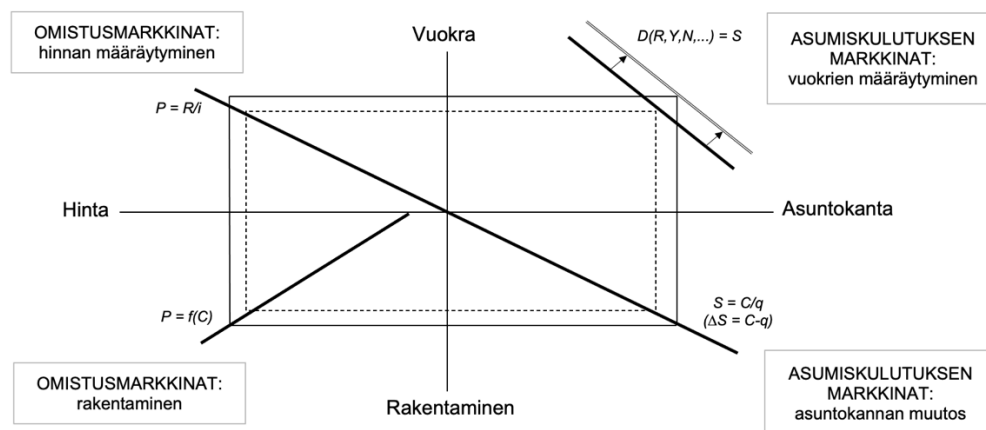 OMISTUSMARKKINAT:
hinnan määräytyminen
Vuokra
D(R,Y,N,...) = S
ASUMISKULUTUKSEN
MARKKINAT:
vuokrien määräytyminen
P = R/i
Hinta
Asuntokanta
P = f(C)
S = C/q
(ΔS = C-q)
OMISTUSMARKKINAT:
rakentaminen
Rakentaminen
ASUMISKULUTUKSEN
MARKKINAT:
asuntokannan muutos